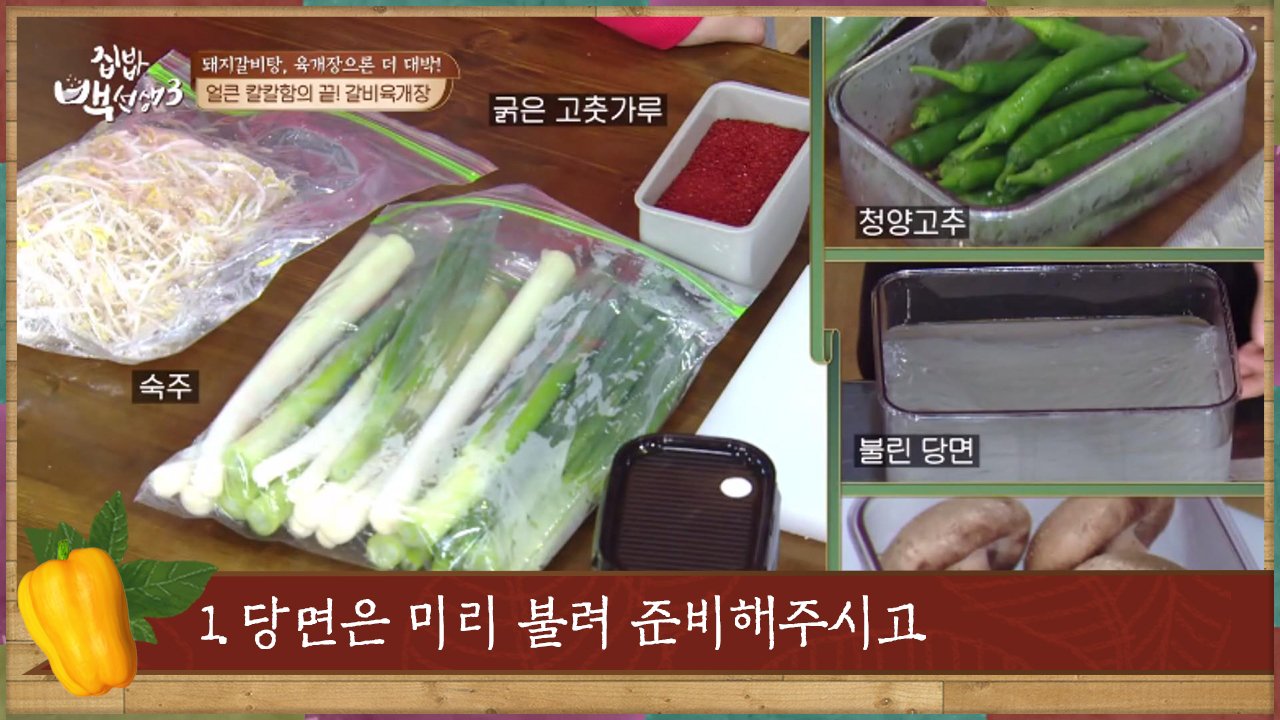 집밥
백선생3
돼지갈비탕, 육개장으론 더 대박!
얼큰 칼칼함의 끝! 갈비육개장
굵은 고춧가루
숙주
청양고추
불린 당면
1. 당면은 미리 불려 준비해주시고